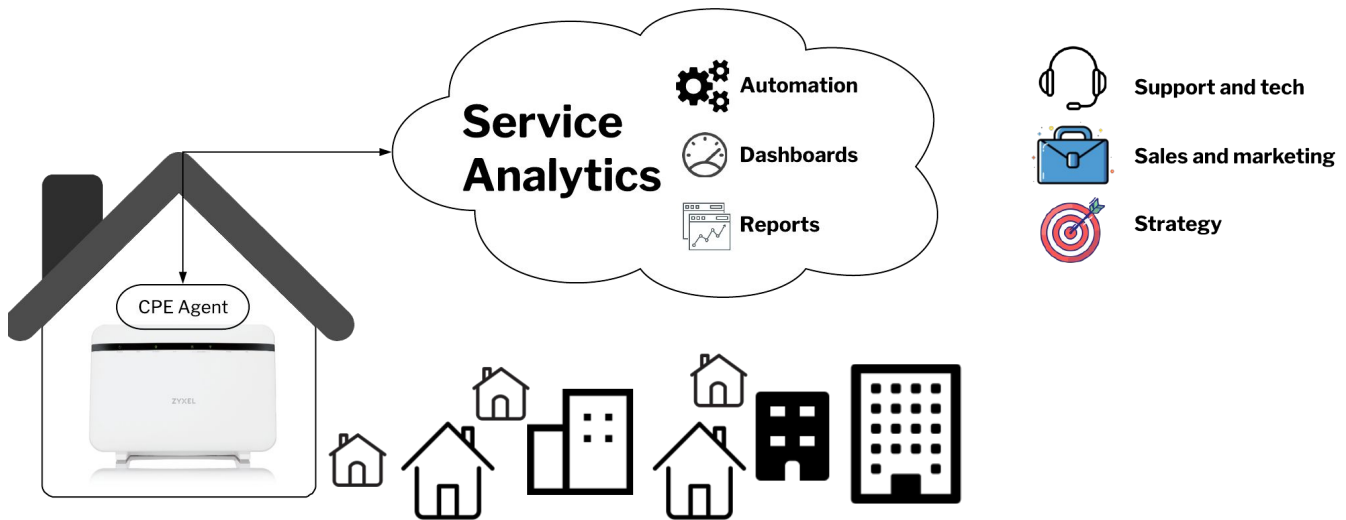 Service
Analytics
Automation
Dashboards
Reports
Support and tech
Sales and marketing
Strategy
CPE Agent
ZYXEL